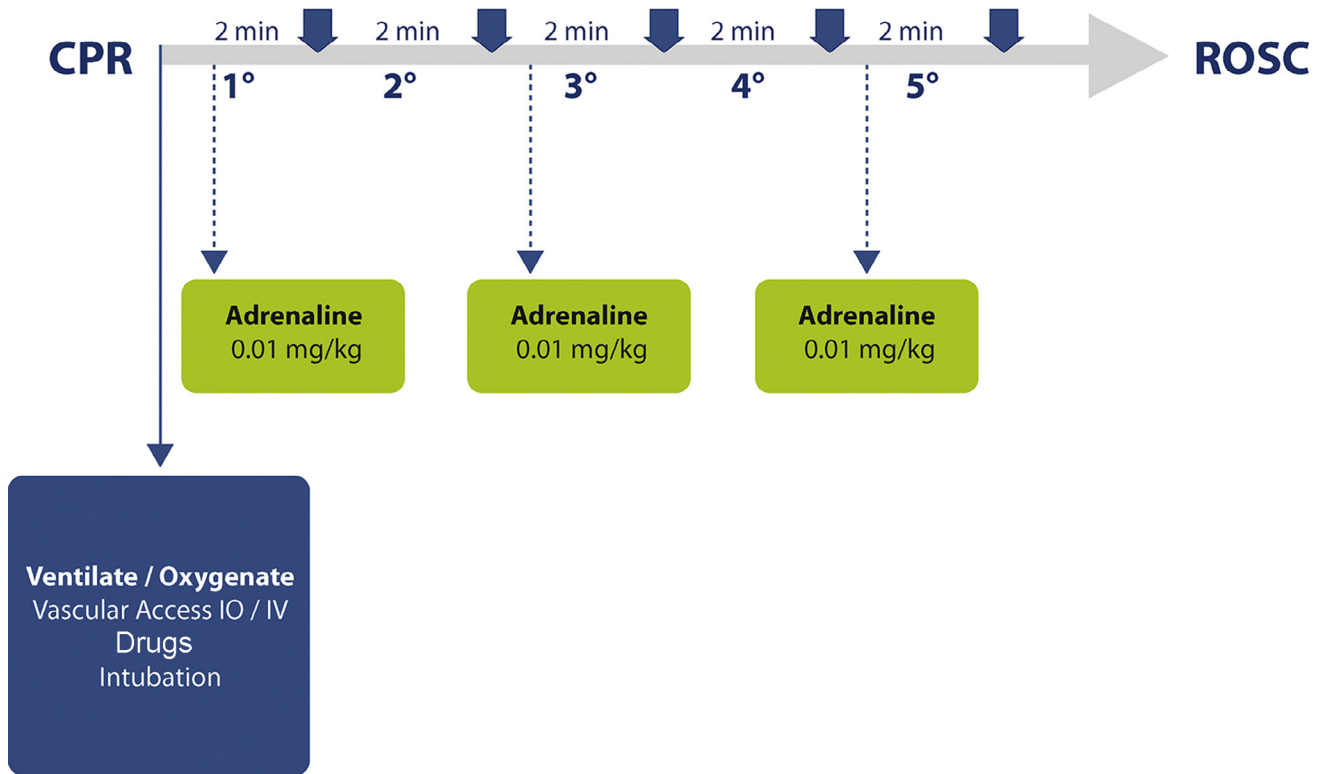 2 min 2 min 2 min 2 min 2 min
CPR
ROSC
1° 2° 3° 4° 5°
Adrenaline
0.01 mg/kg
Adrenaline
0.01 mg/kg
Adrenaline
0.01 mg/kg
Ventilate / Oxygenate
Vascular Access IO / IV
Drugs
Intubation